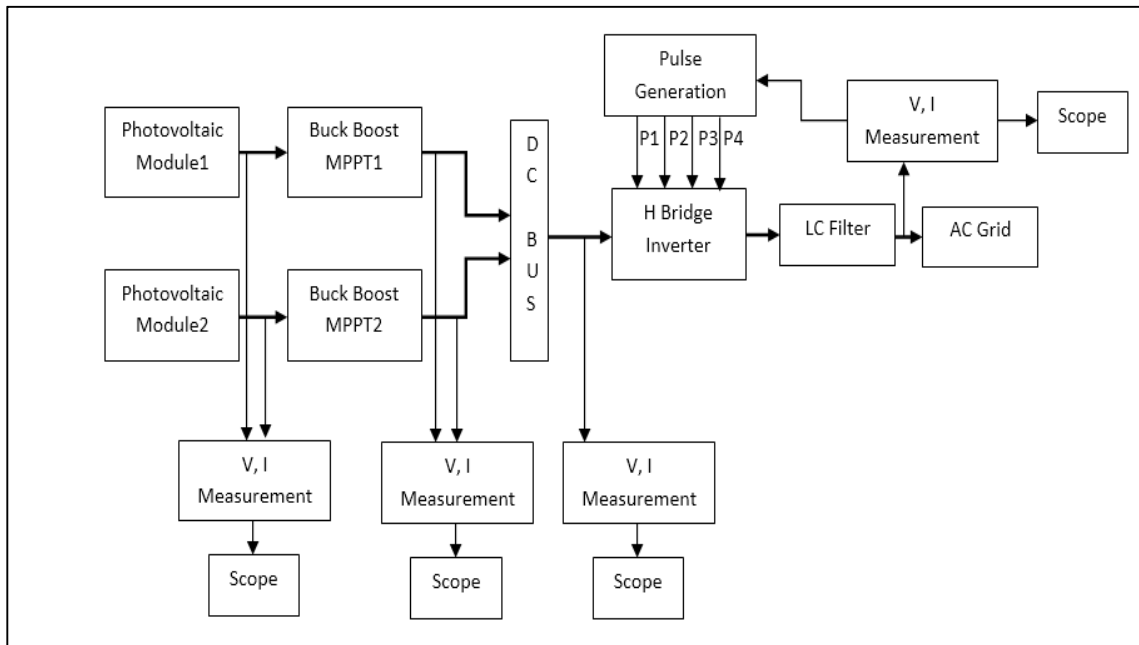 Pulse
Generation
V, I
Measurement
Scope
Photovoltaic
Module1
Buck Boost
MPPT1
D
C
B
U
S
P1 P2 P3 P4
H Bridge
Inverter
LC Filter
AC Grid
Photovoltaic
Module2
Buck Boost
MPPT2
V, I
Measurement
V, I
Measurement
V, I
Measurement
Scope
Scope
Scope